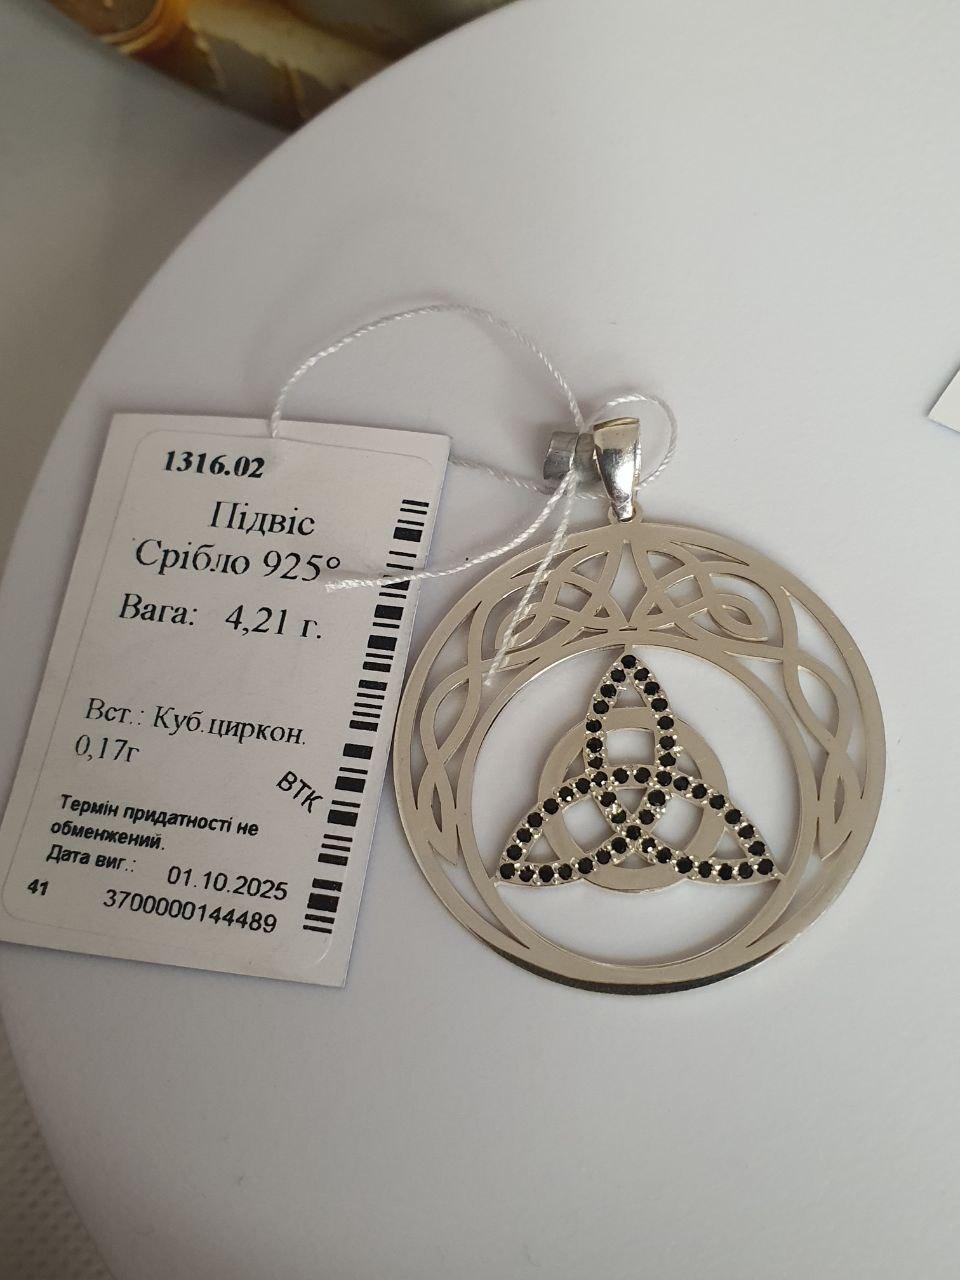 1316.02
Підвіс
Срібло 925°
Вага: 4,21 г.
Вст.: Куб.циркон.
0,17г
ВТК
Термін придатності не
обмежений.
Дата виг.: 01.10.2025
41 3700000144489